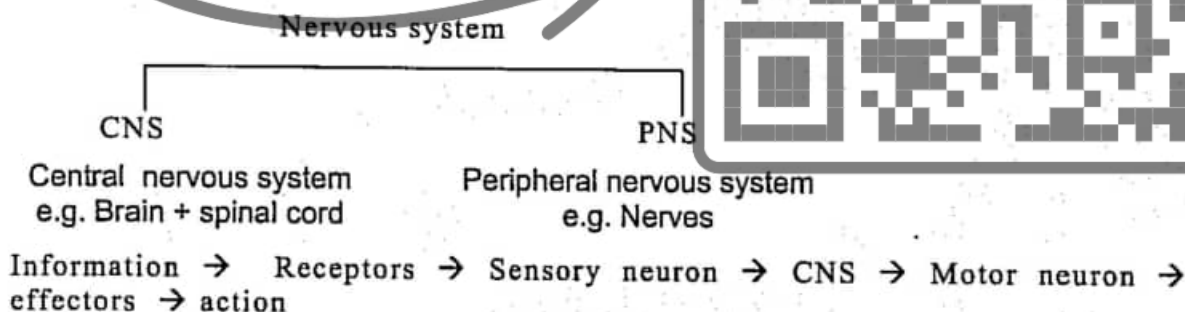 Nervous system
CNS PNS
Central nervous system Peripheral nervous system
e.g. Brain + spinal cord e.g. Nerves
Information → Receptors → Sensory neuron → CNS → Motor neuron →
effectors → action